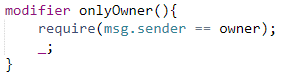 modifier onlyOwner(){
    require(msg.sender == owner);
    _;
}